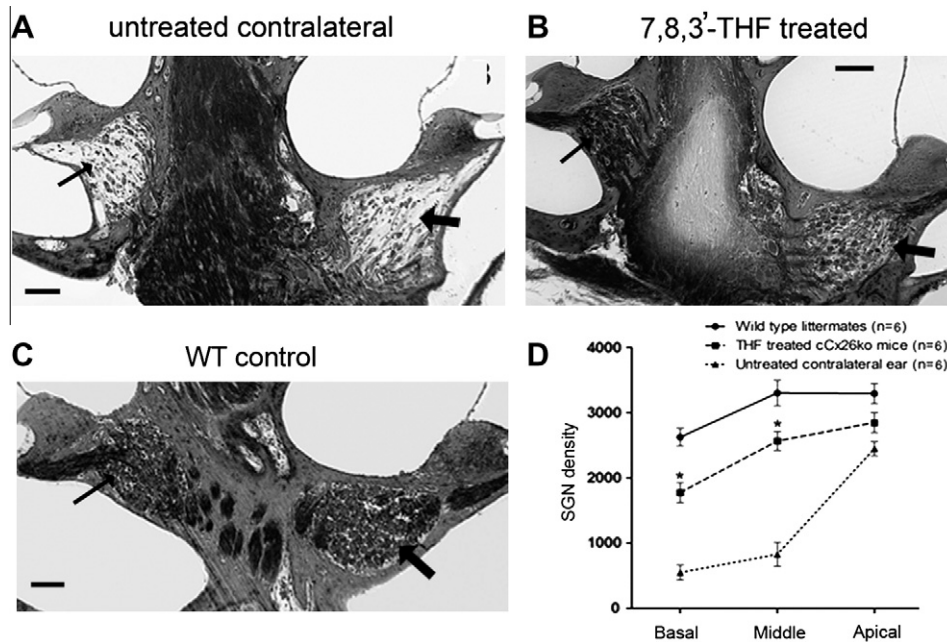 A untreated contralateral
B 7,8,3'-THF treated
C WT control
D
Wild type littermates (n=6)
THF treated cCx26ko mice (n=6)
Untreated contralateral ear (n=6)
4000
3000
2000
1000
0
SGN density
*
*
Basal Middle Apical